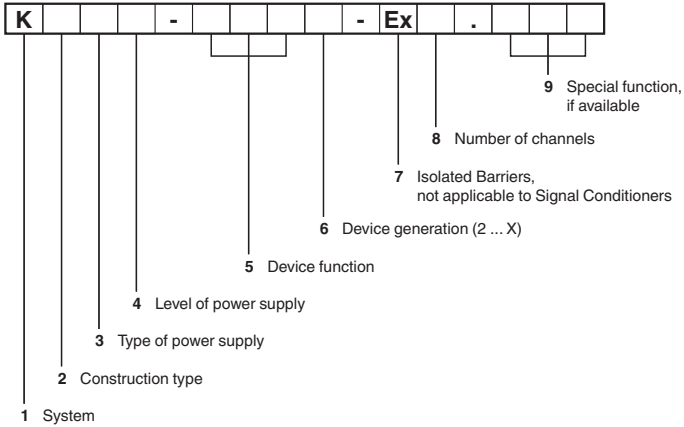 K - - Ex .
9 Special function,
if available
8 Number of channels
7 Isolated Barriers,
not applicable to Signal Conditioners
6 Device generation (2 ... X)
5 Device function
4 Level of power supply
3 Type of power supply
2 Construction type
1 System